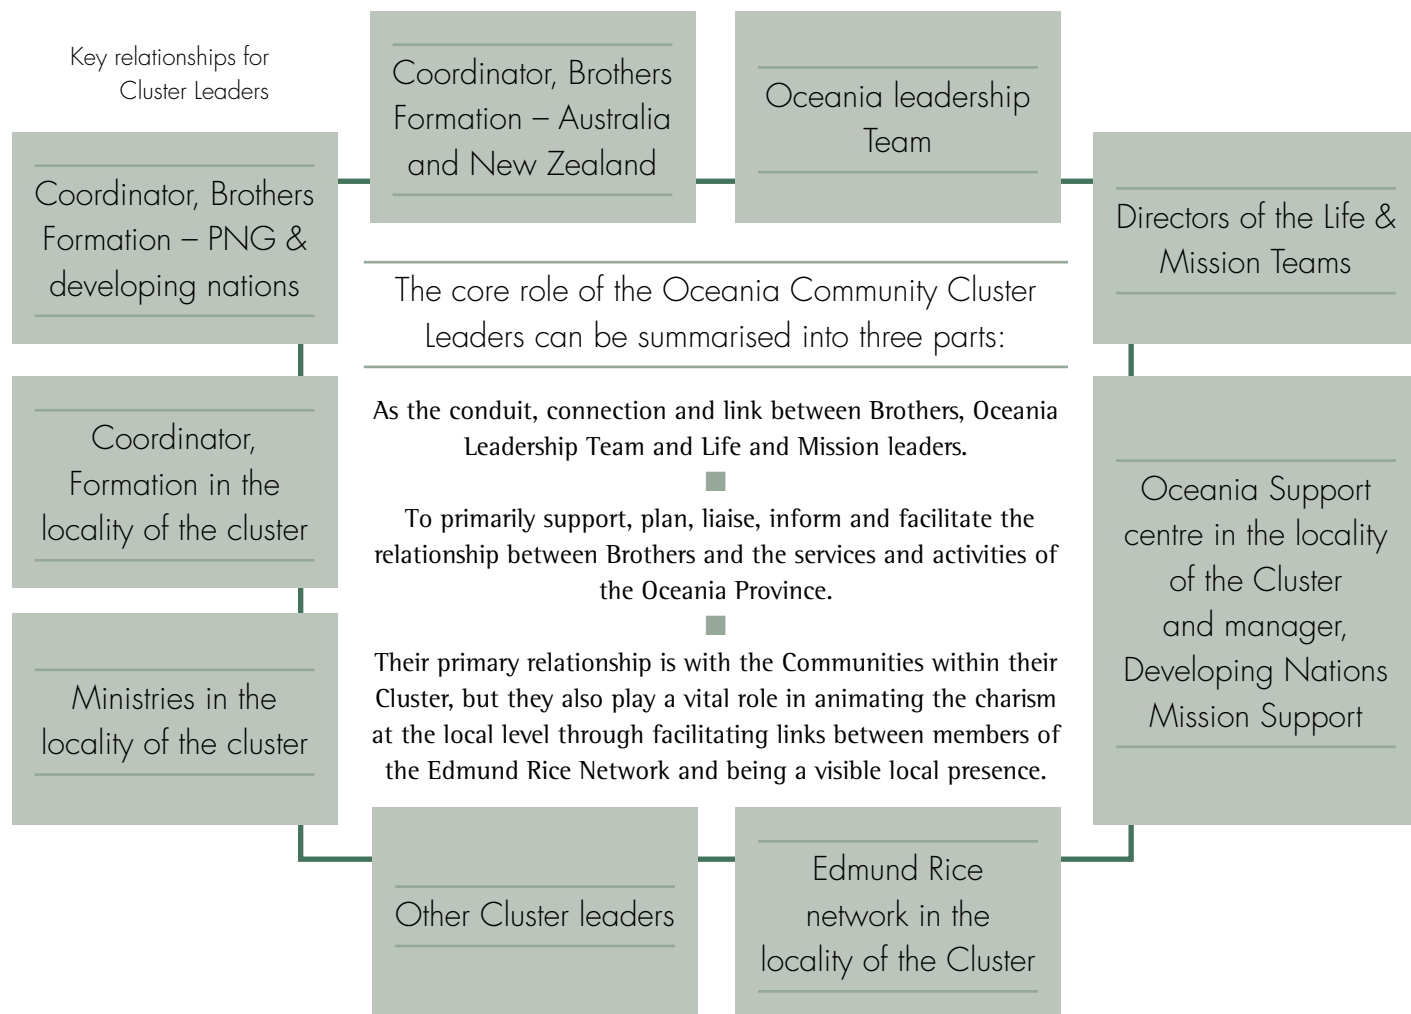 Key relationships for
Cluster Leaders
Coordinator, Brothers
Formation – Australia
and New Zealand
Oceania leadership
Team
Coordinator, Brothers
Formation – PNG &
developing nations
Directors of the Life &
Mission Teams
The core role of the Oceania Community Cluster
Leaders can be summarised into three parts:
As the conduit, connection and link between Brothers, Oceania
Leadership Team and Life and Mission leaders.
To primarily support, plan, liaise, inform and facilitate the
relationship between Brothers and the services and activities of
the Oceania Province.
Their primary relationship is with the Communities within their
Cluster, but they also play a vital role in animating the charism
at the local level through facilitating links between members of
the Edmund Rice Network and being a visible local presence.
Coordinator,
Formation in the
locality of the cluster
Oceania Support
centre in the locality
of the Cluster
and manager,
Developing Nations
Mission Support
Ministries in the
locality of the cluster
Other Cluster leaders
Edmund Rice
network in the
locality of the Cluster